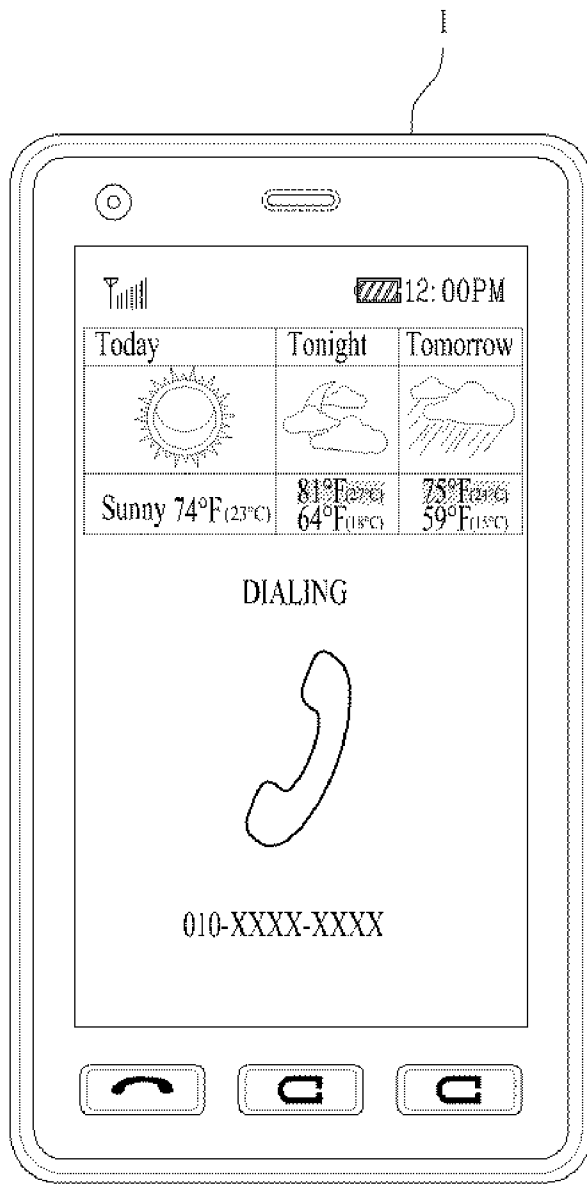 1
12:00PM
Today Tonight Tomorrow
Sunny 74°F(23°C)
81°F(27°C) 75°F(24°C)
64°F(18°C) 59°F(15°C)
DIALING
010-XXXX-XXXX